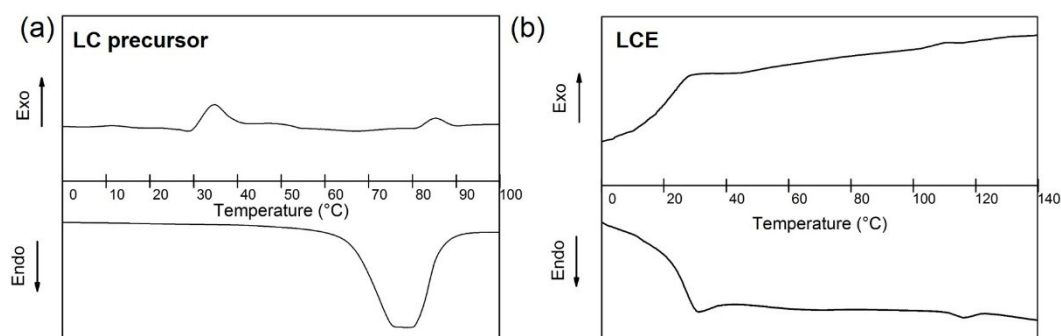 (a)
LC precursor
Exo
0 10 20 30 40 50 60 70 80 90 100
Temperature (°C)
Endo
(b)
LCE
Exo
0 20 40 60 80 100 120 140
Temperature (°C)
Endo